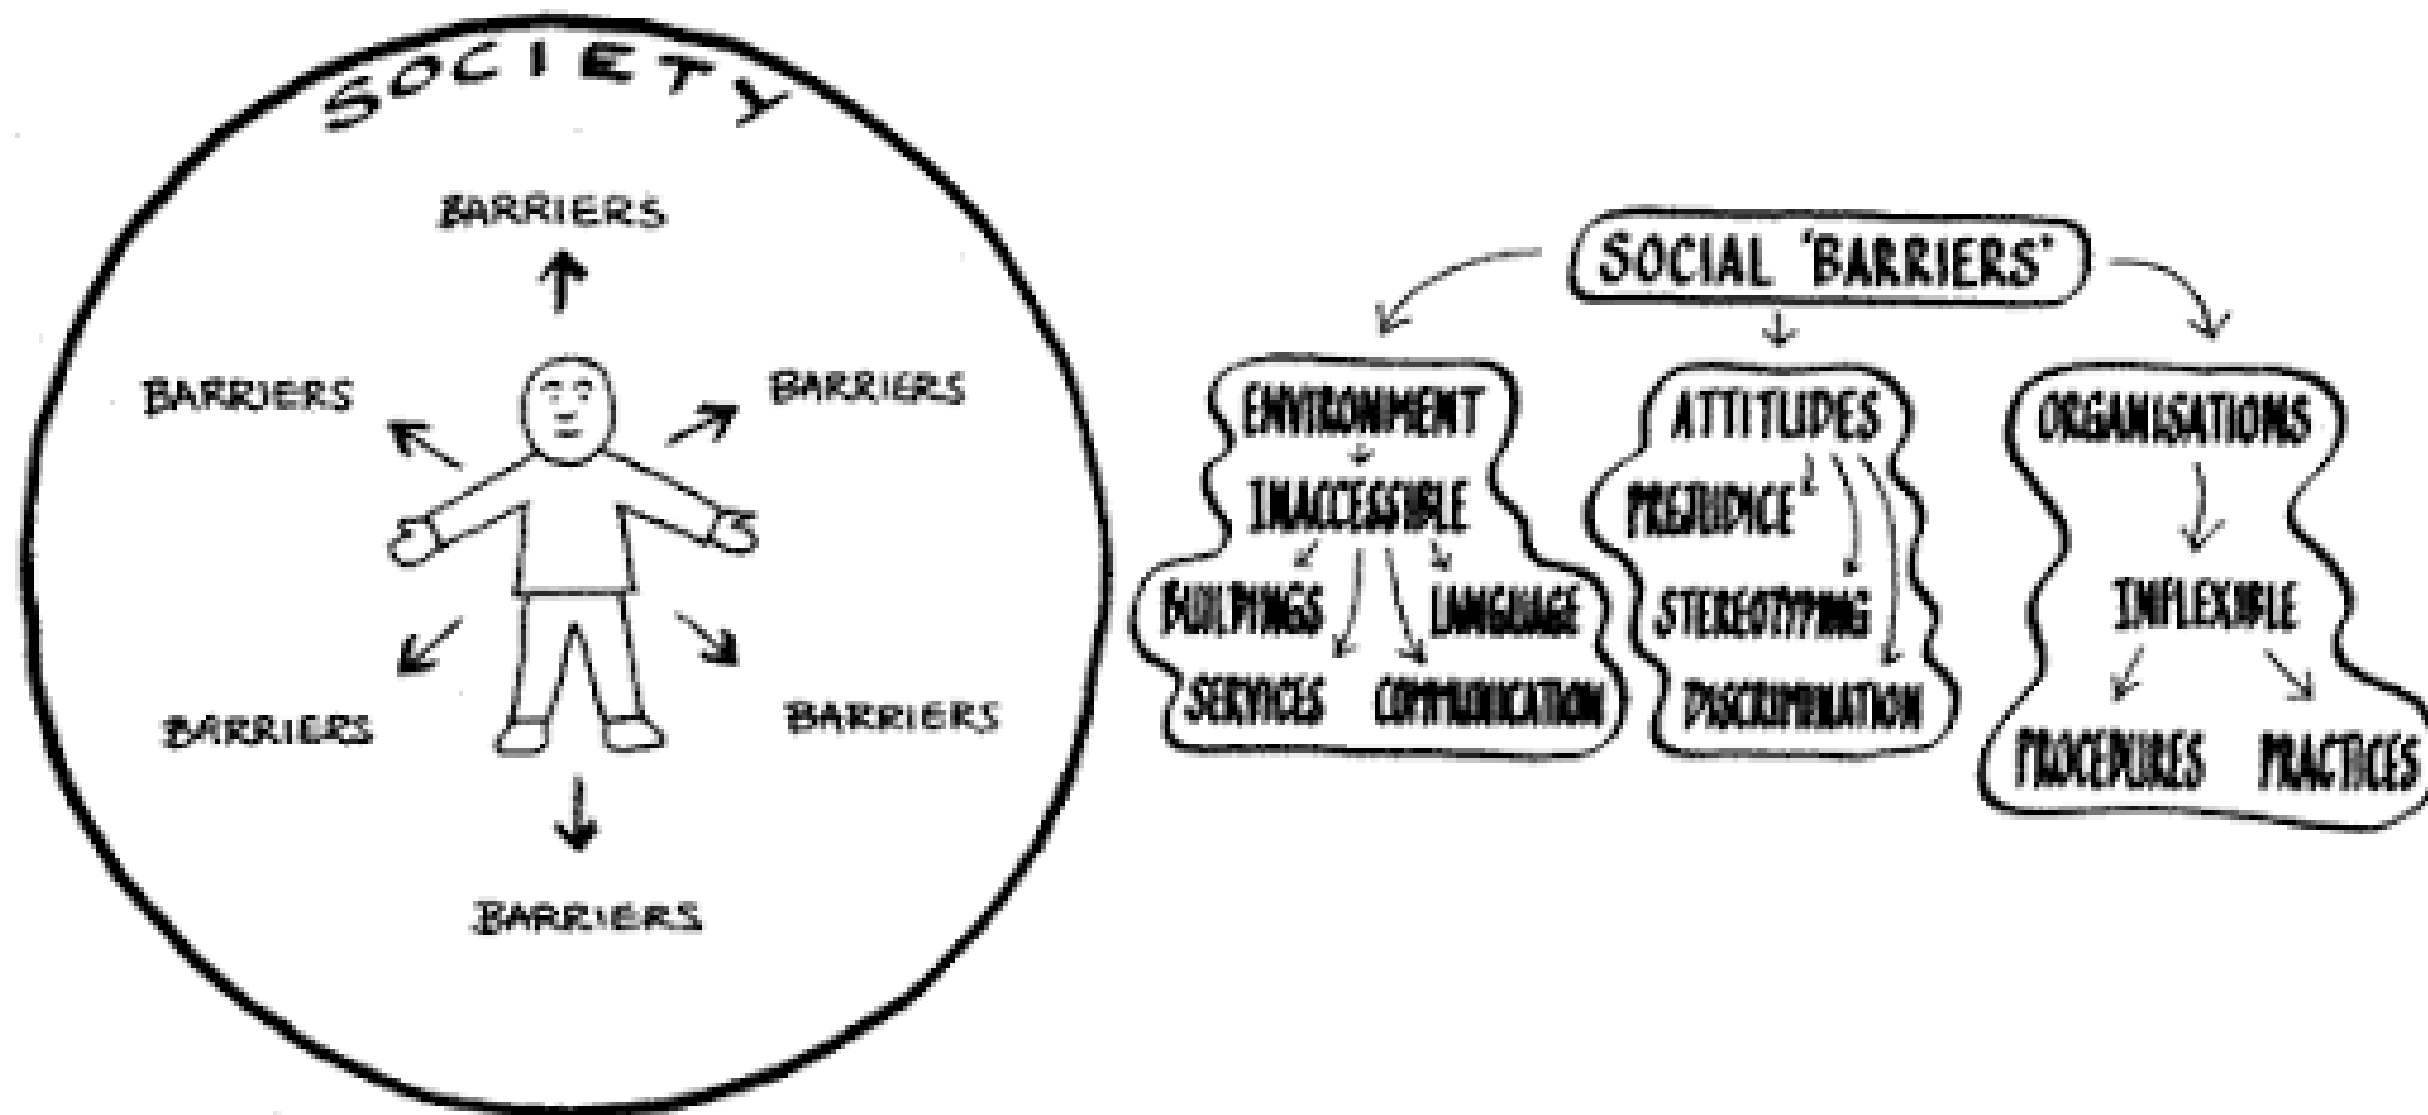 SOCIETY
BARRIERS
BARRIERS BARRIERS
BARRIERS BARRIERS
BARRIERS
SOCIAL 'BARRIERS'
ENVIRONMENT
INACCESSIBLE
BUILDINGS LANGUAGE
SERVICES COMMUNICATION
ATTITUDES
PREJUDICE
STEREOTYPING
DISCRIMINATION
ORGANISATIONS
INFLEXIBLE
PROCEDURES PRACTICES